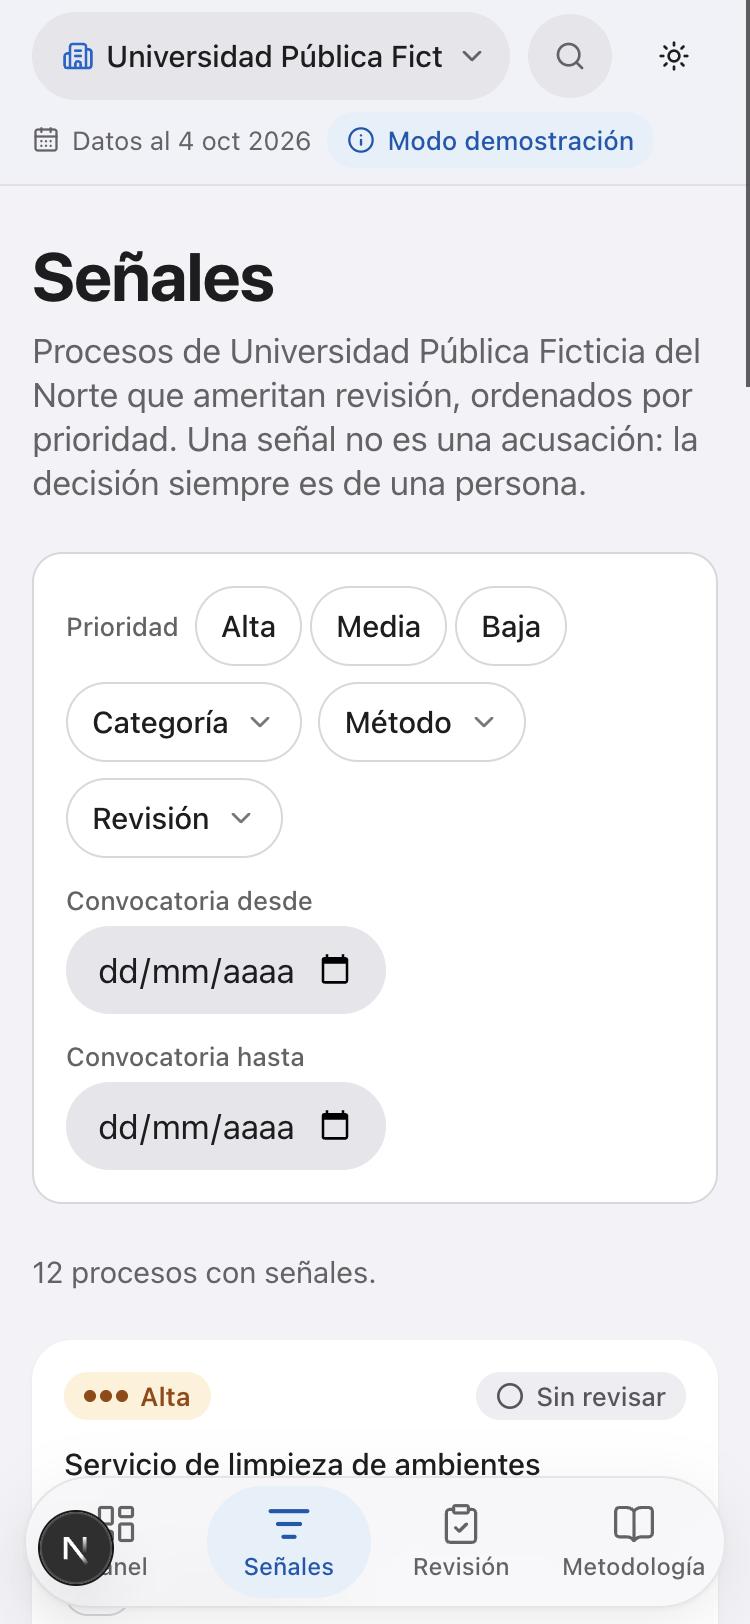 Universidad Pública Fict
Datos al 4 oct 2026
Modo demostración
Señales
Procesos de Universidad Pública Ficticia del
Norte que ameritan revisión, ordenados por
prioridad. Una señal no es una acusación: la
decisión siempre es de una persona.
Prioridad
Alta
Media
Baja
Categoría
Método
Revisión
Convocatoria desde
dd/mm/aaaa
Convocatoria hasta
dd/mm/aaaa
12 procesos con señales.
Alta
Sin revisar
Servicio de limpieza de ambientes
N
Señales
Revisión
Metodología